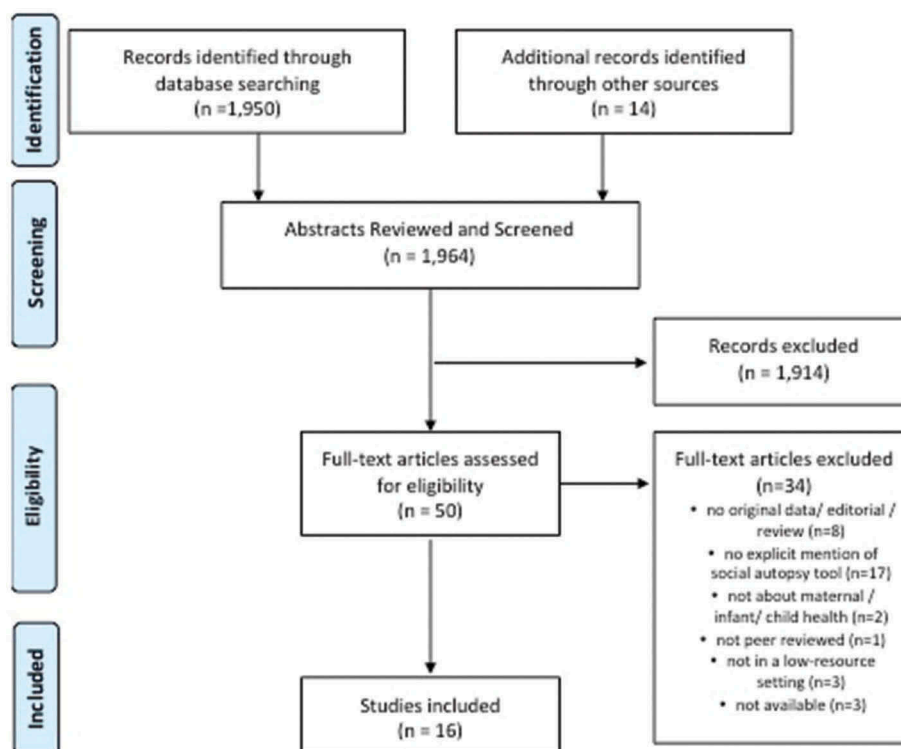 Identification
Records identified through
database searching
(n =1,950)
Additional records identified
through other sources
(n = 14)
Screening
Abstracts Reviewed and Screened
(n = 1,964)
Records excluded
(n = 1,914)
Eligibility
Full-text articles assessed
for eligibility
(n = 50)
Full-text articles excluded
(n=34)
• no original data/ editorial /
review (n=8)
• no explicit mention of
social autopsy tool (n=17)
• not about maternal /
infant/ child health (n=2)
• not peer reviewed (n=1)
• not in a low-resource
setting (n=3)
• not available (n=3)
Included
Studies included
(n = 16)